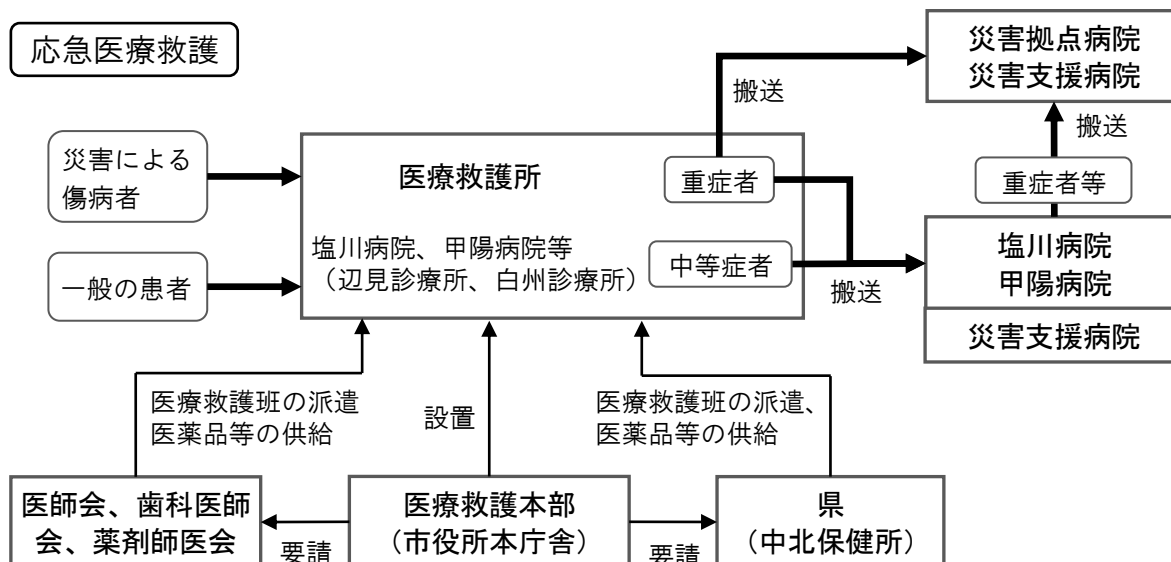 応急医療救護
災害拠点病院
災害支援病院
搬送
搬送
災害による
傷病者
医療救護所
重症者
重症者等
塩川病院、甲陽病院等
（辺見診療所、白州診療所）
中等症者
一般の患者
搬送
塩川病院
甲陽病院
災害支援病院
医療救護班の派遣
医薬品等の供給
設置
医療救護班の派遣、
医薬品等の供給
医師会、歯科医師
会、薬剤師医会
要請
医療救護本部
（市役所本庁舎）
要請
県
（中北保健所）